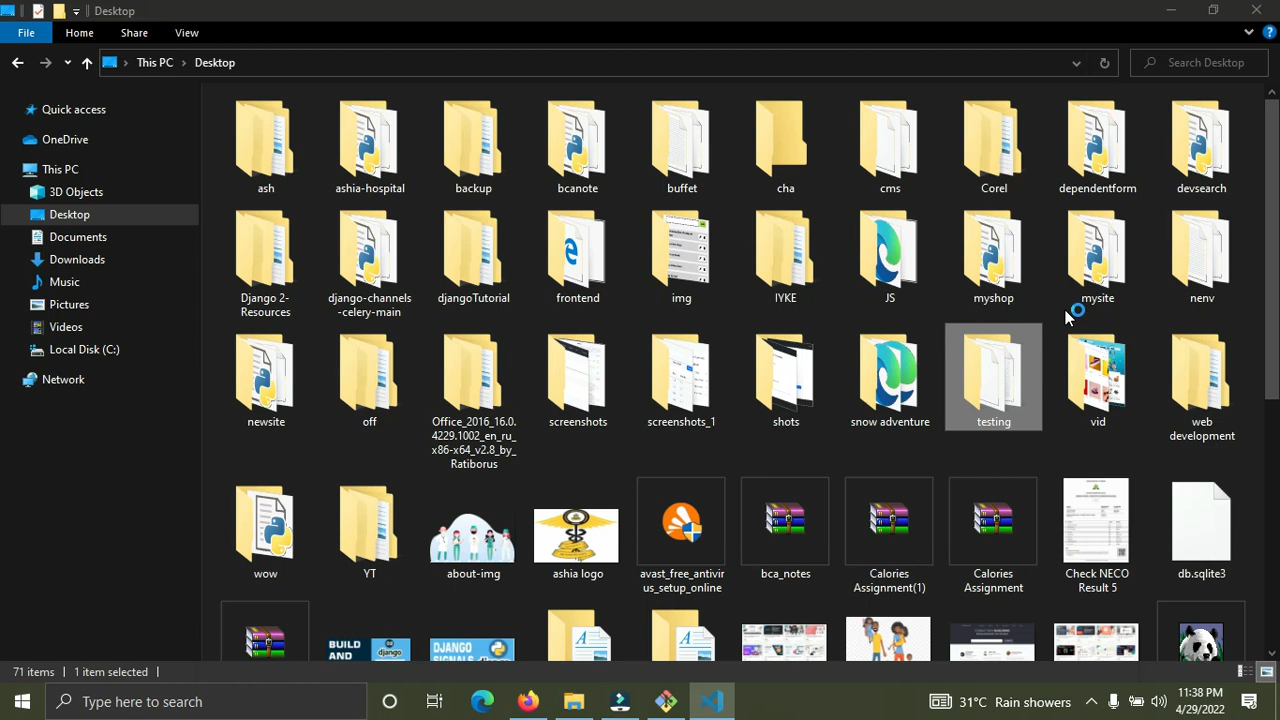 Desktop
File
Home
Share
View
This PC
Desktop
Search Desktop
Quick access
OneDrive
This PC
3D Objects
Desktop
Documents
Downloads
Music
Pictures
Videos
Local Disk (C:)
Network
ash
ashia-hospital
backup
bcanote
buffet
cha
cms
Corel
dependentform
devsearch
Django 2-
Resources
django-channels
-celery-main
djangoTutorial
frontend
img
IYKE
JS
myshop
mysite
nenv
newsite
off
Office_2016_16.0.
4229.1002_en_ru_
x86-x64_v2.8_by_
Ratiborus
screenshots
screenshots_1
shots
snow adventure
testing
vid
web
development
wow
YT
about-img
ashia logo
avast_free_antivir
us_setup_online
bca_notes
Calories
Assignment(1)
Calories
Assignment
Check NECO
Result 5
db.sqlite3
BUILD
AND
DJANGO
SIGNALS
71 items
1 item selected
Type here to search
31°C
Rain showers
11:38 PM
4/29/2022